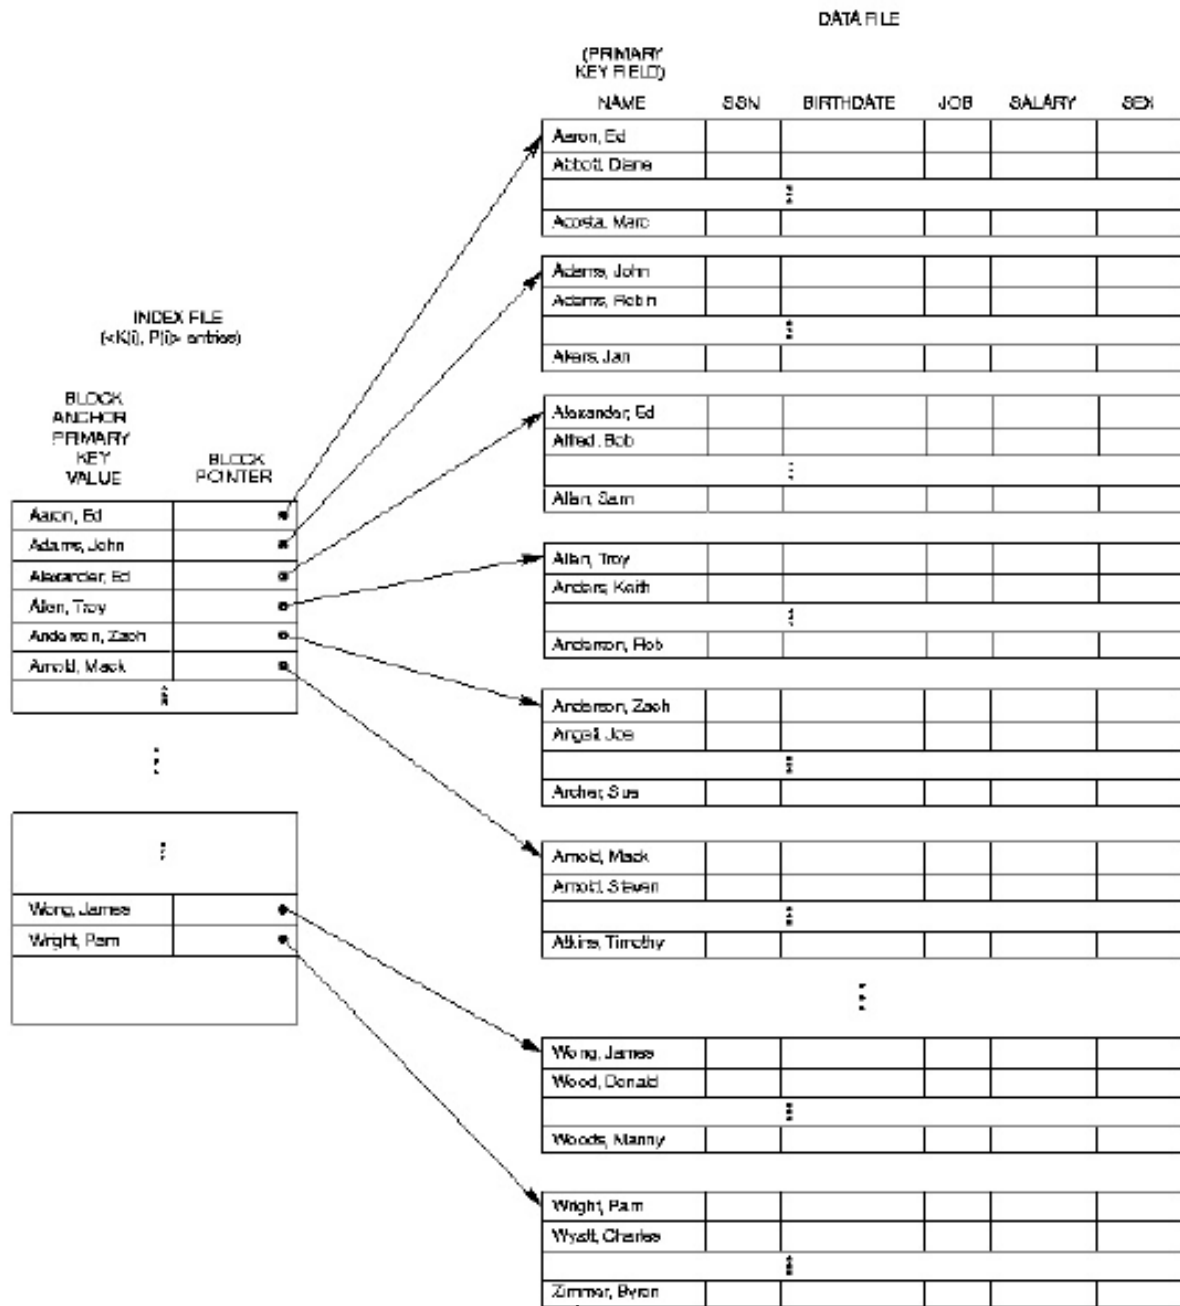 DATA FILE
(PRIMARY
KEY FIELD)
NAME SSN BIRTHDATE JOB SALARY SEX
Aaron, Ed
Abbott, Diane
Acosta, Marc
Adams, John
Adams, Robin
Akers, Jan
Alexander, Ed
Alfred, Bob
Allen, Sam
Allen, Troy
Anders, Keith
Anderson, Rob
Anderson, Zach
Angeli, Joe
Archer, Sue
Arnold, Mack
Arnold, Steven
Atkins, Timothy
Wong, James
Wood, Donald
Woods, Manny
Wright, Pam
Wyatt, Charles
Zimmer, Byron
INDEX FILE
(<K(i), P(i)> entries)
BLOCK
ANCHOR
PRIMARY
KEY
VALUE
BLOCK
POINTER
Aaron, Ed
Adams, John
Alexander, Ed
Allen, Troy
Anderson, Zach
Arnold, Mack
Wong, James
Wright, Pam